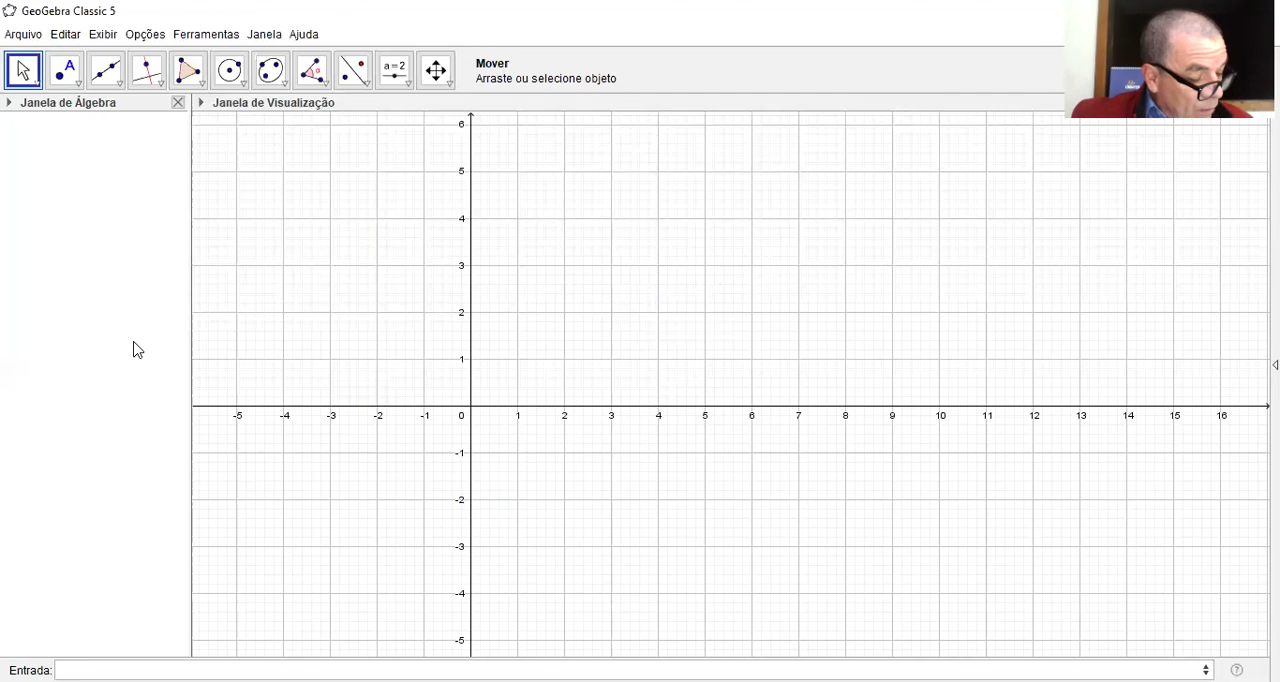 GeoGebra Classic 5
Arquivo Editar Exibir Opções Ferramentas Janela Ajuda
A
α
a = 2
Mover
Arraste ou selecione objeto
Janela de Álgebra
Janela de Visualização
6
5
4
3
2
1
-5 -4 -3 -2 -1 0 1 2 3 4 5 6 7 8 9 10 11 12 13 14 15 16
-1
-2
-3
-4
-5
Entrada:
?